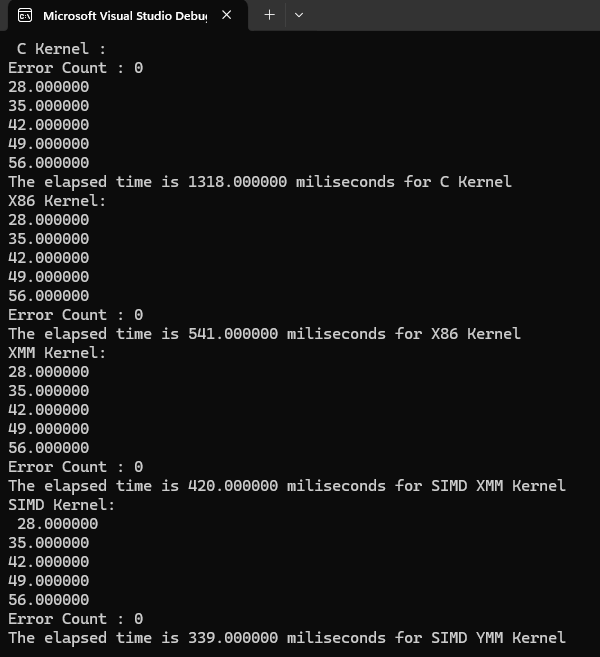 Microsoft Visual Studio Debu
C Kernel :
Error Count : 0
28.000000
35.000000
42.000000
49.000000
56.000000
The elapsed time is 1318.000000 miliseconds for C Kernel
X86 Kernel:
28.000000
35.000000
42.000000
49.000000
56.000000
Error Count : 0
The elapsed time is 541.000000 miliseconds for X86 Kernel
XMM Kernel:
28.000000
35.000000
42.000000
49.000000
56.000000
Error Count : 0
The elapsed time is 420.000000 miliseconds for SIMD XMM Kernel
SIMD Kernel:
28.000000
35.000000
42.000000
49.000000
56.000000
Error Count : 0
The elapsed time is 339.000000 miliseconds for SIMD YMM Kernel